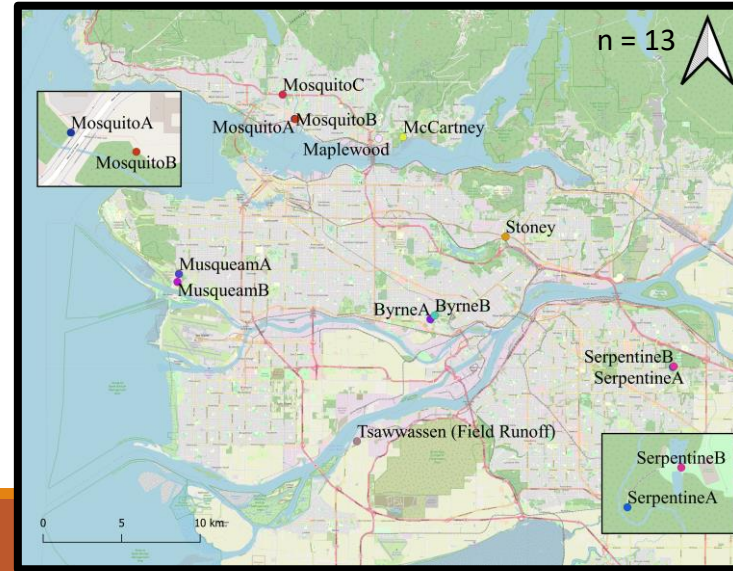 n = 13
MosquitoC
MosquitoA
MosquitoB
McCartney
Maplewood
MosquitoA
MosquitoB
Stoney
MusqueamA
MusqueamB
ByrneA
ByrneB
SerpentineB
SerpentineA
Tsawwassen (Field Runoff)
SerpentineB
SerpentineA
0 5 10 km